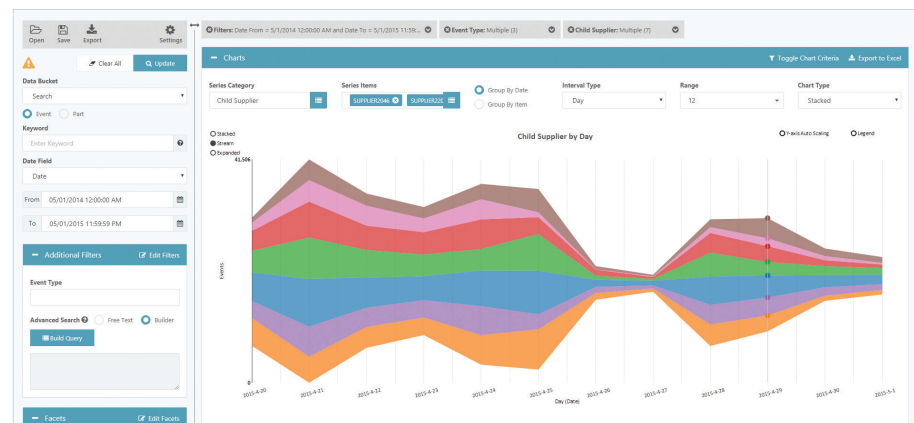 Open Save Export Settings
Clear All Update
Data Bucket
Search
Event Part
Keyword
Enter Keyword
Date Field
Date
From 05/01/2014 12:00:00 AM
To 05/01/2015 11:59:59 PM
Additional Filters Edit Filters
Event Type
Advanced Search Free Text Builder
Build Query
Facets Edit Facets
Filters: Date From = 5/1/2014 12:00:00 AM and Date To = 5/1/2015 11:59:... Event Type: Multiple (3) Child Supplier: Multiple (7)
Charts Toggle Chart Criteria Export to Excel
Series Category Series Items Group By Date Interval Type Range Chart Type
Child Supplier SUPPLIER2046 SUPPLIER22C Group By Item Day 12 Stacked
Stacked
Stream
Expanded
Child Supplier by Day
Y-axis Auto Scaling Legend
41,506
Events
0
2015-4-20 2015-4-21 2015-4-22 2015-4-23 2015-4-24 2015-4-25 2015-4-26 2015-4-27 2015-4-28 2015-4-29 2015-4-30 2015-5-1
Day (Date)